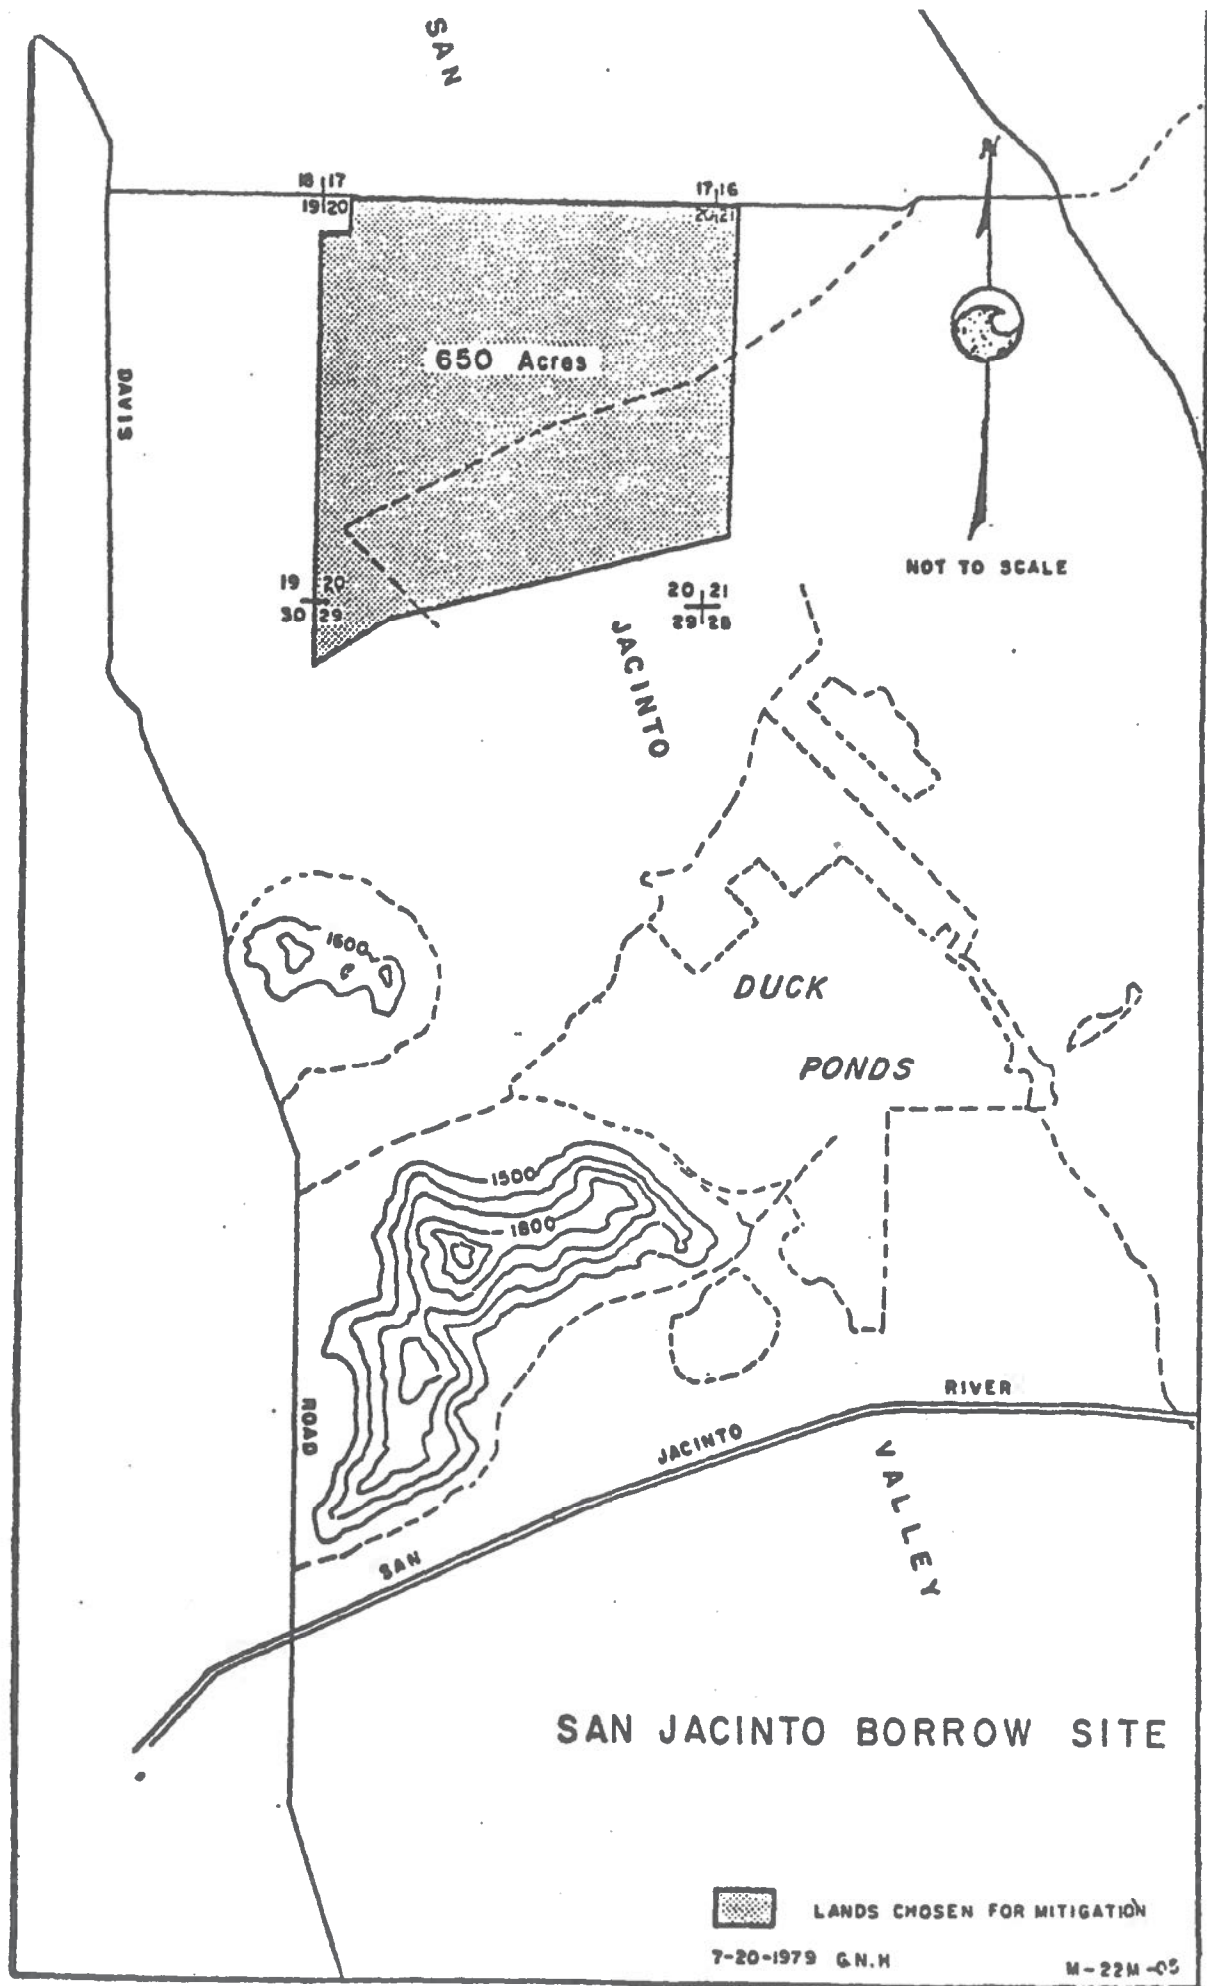 SAN
N
18 17
19 20
17 16
20 21
650 Acres
DAVIS
NOT TO SCALE
19 20
30 29
20 21
29 28
JACINTO
1600
DUCK
PONDS
1500
1800
RIVER
JACINTO
ROAD
VALLEY
SAN
SAN JACINTO BORROW SITE
LANDS CHOSEN FOR MITIGATION
7-20-1979 G.N.H
M-22M-05